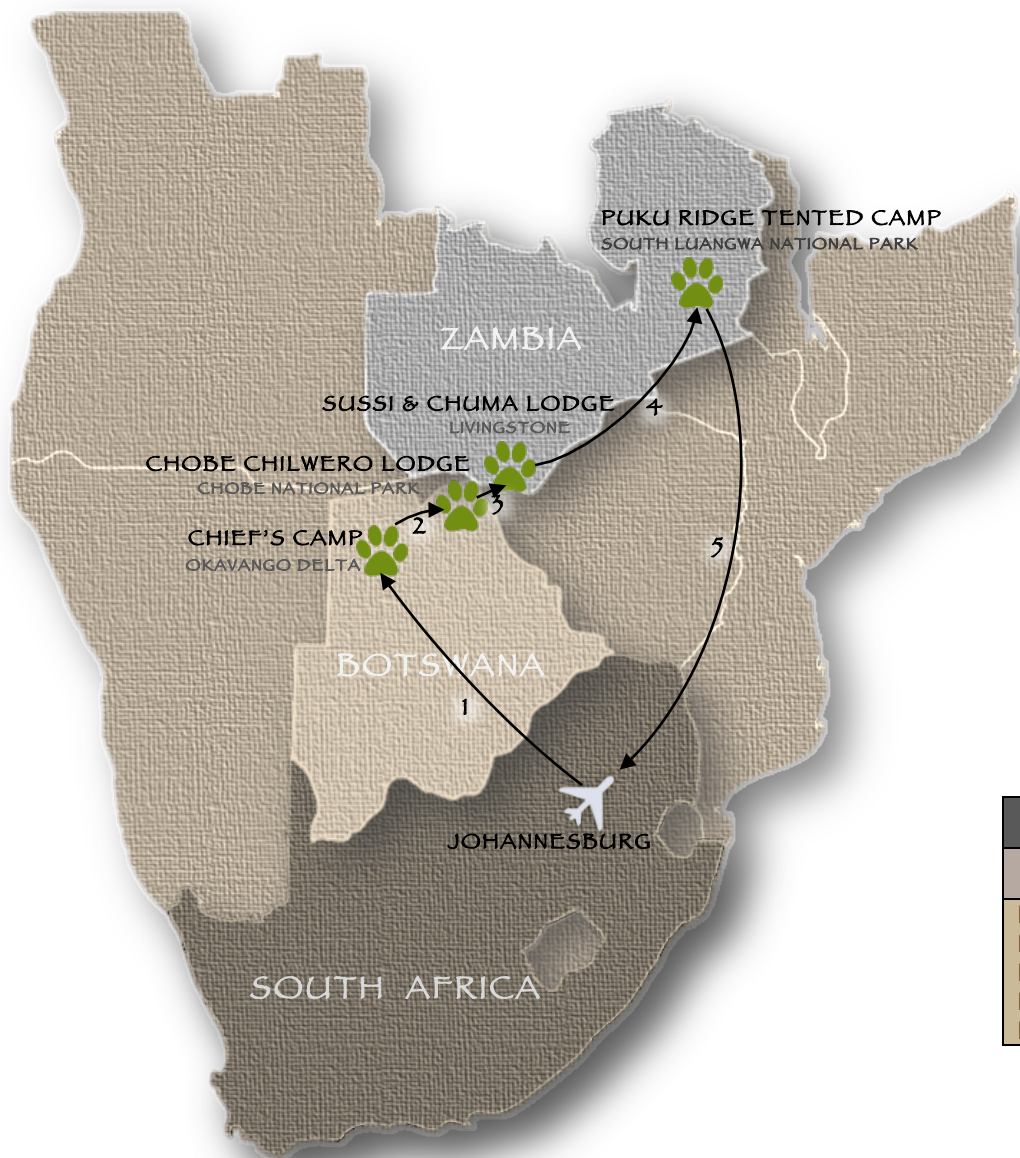 PUKU RIDGE TENTED CAMP
SOUTH LUANGWA NATIONAL PARK
ZAMBIA
SUSSI & CHUMA LODGE
4
LIVINGSTONE
CHOBE CHILWERO LODGE
CHOBE NATIONAL PARK
3
2
CHIEF'S CAMP
5
OKAVANGO DELTA
BOTSWANA
1
JOHANNESBURG
SOUTH AFRICA